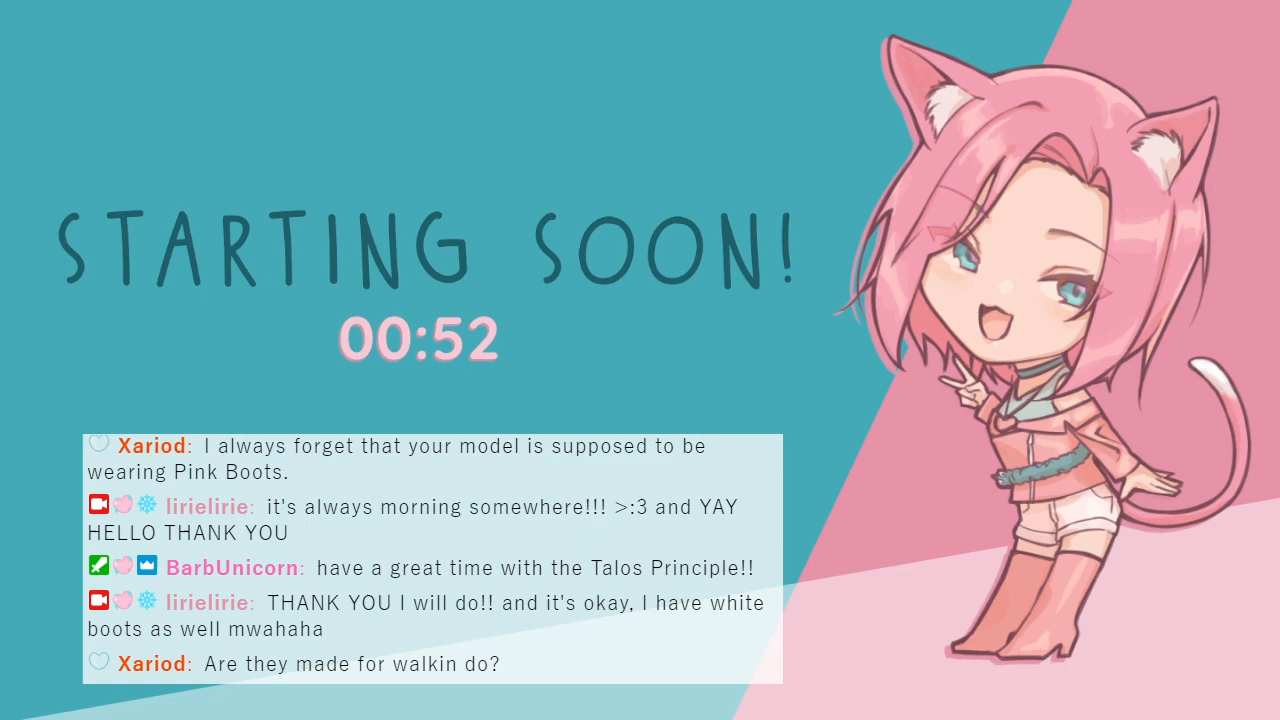 STARTING SOON!
00:52
Xariod: I always forget that your model is supposed to be
wearing Pink Boots.
lirielirie: it's always morning somewhere!!! >:3 and YAY
HELLO THANK YOU
BarbUnicorn: have a great time with the Talos Principle!!
lirielirie: THANK YOU I will do!! and it's okay, I have white
boots as well mwahaha
Xariod: Are they made for walkin do?